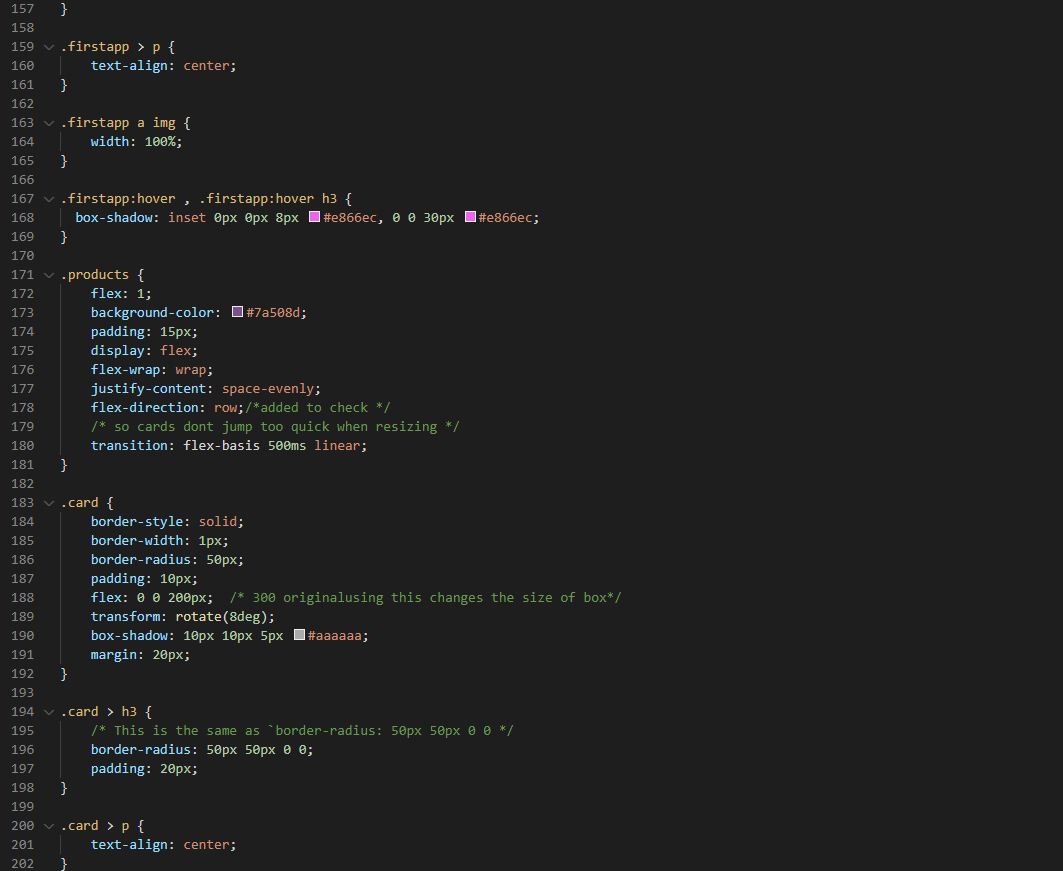 157 }
158
159 .firstapp > p {
160     text-align: center;
161 }
162
163 .firstapp a img {
164     width: 100%;
165 }
166
167 .firstapp:hover , .firstapp:hover h3 {
168   box-shadow: inset 0px 0px 8px #e866ec, 0 0 30px #e866ec;
169 }
170
171 .products {
172     flex: 1;
173     background-color: #7a508d;
174     padding: 15px;
175     display: flex;
176     flex-wrap: wrap;
177     justify-content: space-evenly;
178     flex-direction: row;/*added to check */
179     /* so cards dont jump too quick when resizing */
180     transition: flex-basis 500ms linear;
181 }
182
183 .card {
184     border-style: solid;
185     border-width: 1px;
186     border-radius: 50px;
187     padding: 10px;
188     flex: 0 0 200px;  /* 300 originalusing this changes the size of box*/
189     transform: rotate(8deg);
190     box-shadow: 10px 10px 5px #aaaaaa;
191     margin: 20px;
192 }
193
194 .card > h3 {
195     /* This is the same as `border-radius: 50px 50px 0 0 */
196     border-radius: 50px 50px 0 0;
197     padding: 20px;
198 }
199
200 .card > p {
201     text-align: center;
202 }